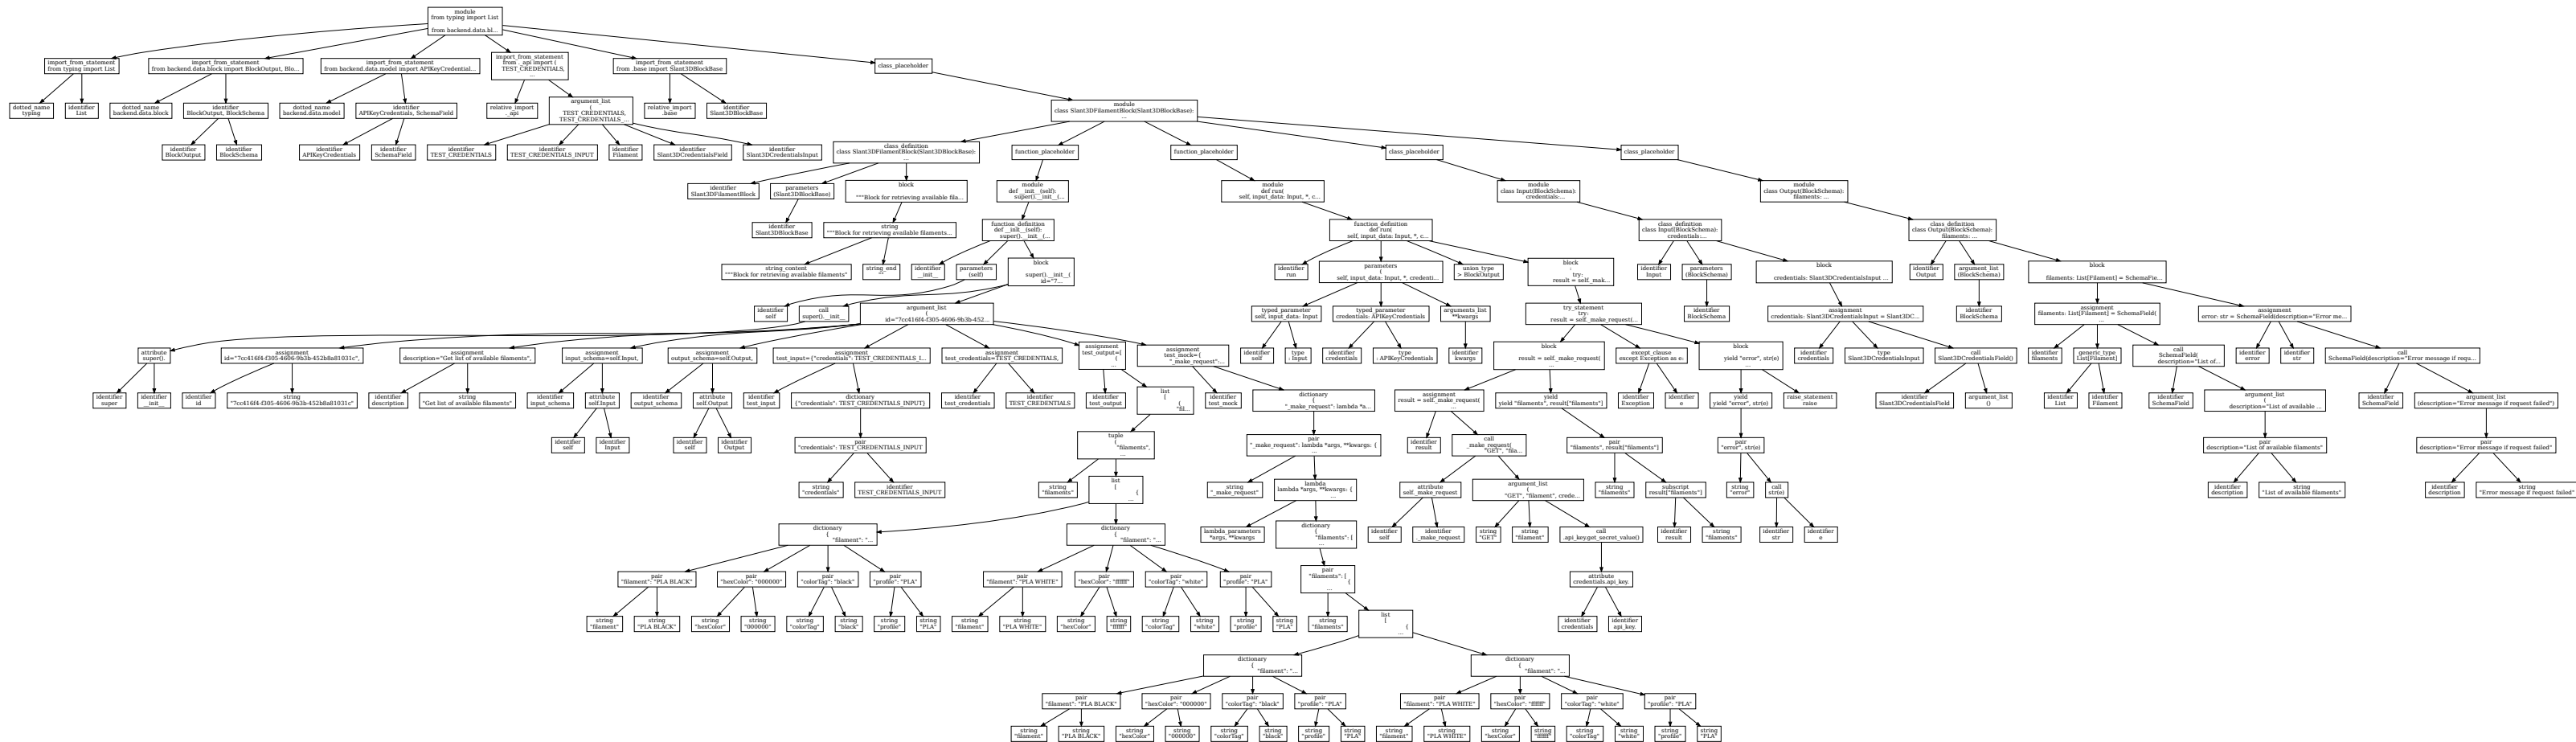 module
from typing import List
from backend.data.bl...
import_from_statement
from typing import List
import_from_statement
from backend.data.block import BlockOutput, Blo...
import_from_statement
from backend.data.model import APIKeyCredential...
import_from_statement
from ._api import (
TEST_CREDENTIALS,
...
import_from_statement
from .base import Slant3DBlockBase
class_placeholder
dotted_name
typing
identifier
List
dotted_name
backend.data.block
identifier
BlockOutput, BlockSchema
dotted_name
backend.data.model
identifier
APIKeyCredentials, SchemaField
relative_import
._api
argument_list
(
TEST_CREDENTIALS,
TEST_CREDENTIALS_...
relative_import
.base
identifier
Slant3DBlockBase
module
class Slant3DFilamentBlock(Slant3DBlockBase):
...
identifier
BlockOutput
identifier
BlockSchema
identifier
APIKeyCredentials
identifier
SchemaField
identifier
TEST_CREDENTIALS
identifier
TEST_CREDENTIALS_INPUT
identifier
Filament
identifier
Slant3DCredentialsField
identifier
Slant3DCredentialsInput
class_definition
class Slant3DFilamentBlock(Slant3DBlockBase):
...
function_placeholder
function_placeholder
class_placeholder
class_placeholder
identifier
Slant3DFilamentBlock
parameters
(Slant3DBlockBase)
block
"""Block for retrieving available fila...
module
def __init__(self):
super().__init__(...
module
def run(
self, input_data: Input, *, c...
module
class Input(BlockSchema):
credentials:...
module
class Output(BlockSchema):
filaments: ...
identifier
Slant3DBlockBase
string
"""Block for retrieving available filaments...
function_definition
def __init__(self):
super().__init__(...
function_definition
def run(
self, input_data: Input, *, c...
class_definition
class Input(BlockSchema):
credentials:...
class_definition
class Output(BlockSchema):
filaments: ...
string_content
"""Block for retrieving available filaments"
string_end
""
identifier
__init__
parameters
(self)
block
super().__init__(
id="7...
identifier
run
parameters
(
self, input_data: Input, *, credenti...
union_type
> BlockOutput
block
:
try:
result = self._mak...
identifier
Input
parameters
(BlockSchema)
block
credentials: Slant3DCredentialsInput ...
identifier
Output
argument_list
(BlockSchema)
block
filaments: List[Filament] = SchemaFie...
identifier
self
call
super().__init__
argument_list
(
id="7cc416f4-f305-4606-9b3b-452...
typed_parameter
self, input_data: Input
typed_parameter
credentials: APIKeyCredentials
arguments_list
**kwargs
try_statement
try:
result = self._make_request(...
identifier
BlockSchema
assignment
credentials: Slant3DCredentialsInput = Slant3DC...
identifier
BlockSchema
assignment
filaments: List[Filament] = SchemaField(
...
assignment
error: str = SchemaField(description="Error me...
attribute
super().
assignment
id="7cc416f4-f305-4606-9b3b-452b8a81031c",
assignment
description="Get list of available filaments",
assignment
input_schema=self.Input,
assignment
output_schema=self.Output,
assignment
test_input={"credentials": TEST_CREDENTIALS_I...
assignment
test_credentials=TEST_CREDENTIALS,
assignment
test_output=[
(
...
assignment
test_mock={
"_make_request":...
identifier
self
type
: Input
identifier
credentials
type
: APIKeyCredentials
identifier
kwargs
block
result = self._make_request(
...
except_clause
except Exception as e:
block
yield "error", str(e)
...
identifier
credentials
type
Slant3DCredentialsInput
call
Slant3DCredentialsField()
identifier
filaments
generic_type
List[Filament]
call
SchemaField(
description="List of...
identifier
error
identifier
str
call
SchemaField(description="Error message if requ...
identifier
super
identifier
__init__
identifier
id
string
"7cc416f4-f305-4606-9b3b-452b8a81031c"
identifier
description
string
"Get list of available filaments"
identifier
input_schema
attribute
self.Input
identifier
output_schema
attribute
self.Output
identifier
test_input
dictionary
{"credentials": TEST_CREDENTIALS_INPUT}
identifier
test_credentials
identifier
TEST_CREDENTIALS
identifier
test_output
list
[
(
"fil...
identifier
test_mock
dictionary
{
"_make_request": lambda *a...
assignment
result = self._make_request(
...
yield
yield "filaments", result["filaments"]
identifier
Exception
identifier
e
yield
yield "error", str(e)
raise_statement
raise
identifier
Slant3DCredentialsField
argument_list
()
identifier
List
identifier
Filament
identifier
SchemaField
argument_list
(
description="List of available ...
identifier
SchemaField
argument_list
(description="Error message if request failed")
identifier
self
identifier
Input
identifier
self
identifier
Output
pair
"credentials": TEST_CREDENTIALS_INPUT
tuple
(
"filaments",
...
pair
"_make_request": lambda *args, **kwargs: {
...
identifier
result
call
._make_request(
"GET", "fila...
pair
"filaments", result["filaments"]
pair
"error", str(e)
pair
description="List of available filaments"
pair
description="Error message if request failed"
string
"credentials"
identifier
TEST_CREDENTIALS_INPUT
string
"filaments"
list
[
{
...
string
"_make_request"
lambda
lambda *args, **kwargs: {
...
attribute
self._make_request
argument_list
(
"GET", "filament", crede...
string
"filaments"
subscript
result["filaments"]
string
"error"
call
str(e)
identifier
description
string
"List of available filaments"
identifier
description
string
"Error message if request failed"
dictionary
{
"filament": "...
dictionary
{
"filament": "...
lambda_parameters
*args, **kwargs
dictionary
{
"filaments": [
...
identifier
self
identifier
._make_request
string
"GET"
string
"filament"
call
.api_key.get_secret_value()
identifier
result
string
"filaments"
identifier
str
identifier
e
pair
"filament": "PLA BLACK"
pair
"hexColor": "000000"
pair
"colorTag": "black"
pair
"profile": "PLA"
pair
"filament": "PLA WHITE"
pair
"hexColor": "ffffff"
pair
"colorTag": "white"
pair
"profile": "PLA"
pair
"filaments": [
{
...
attribute
credentials.api_key.
string
"filament"
string
"PLA BLACK"
string
"hexColor"
string
"000000"
string
"colorTag"
string
"black"
string
"profile"
string
"PLA"
string
"filament"
string
"PLA WHITE"
string
"hexColor"
string
"ffffff"
string
"colorTag"
string
"white"
string
"profile"
string
"PLA"
string
"filaments"
list
[
{
...
identifier
credentials
identifier
api_key.
dictionary
{
"filament": "...
dictionary
{
"filament": "...
pair
"filament": "PLA BLACK"
pair
"hexColor": "000000"
pair
"colorTag": "black"
pair
"profile": "PLA"
pair
"filament": "PLA WHITE"
pair
"hexColor": "ffffff"
pair
"colorTag": "white"
pair
"profile": "PLA"
string
"filament"
string
"PLA BLACK"
string
"hexColor"
string
"000000"
string
"colorTag"
string
"black"
string
"profile"
string
"PLA"
string
"filament"
string
"PLA WHITE"
string
"hexColor"
string
"ffffff"
string
"colorTag"
string
"white"
string
"profile"
string
"PLA"